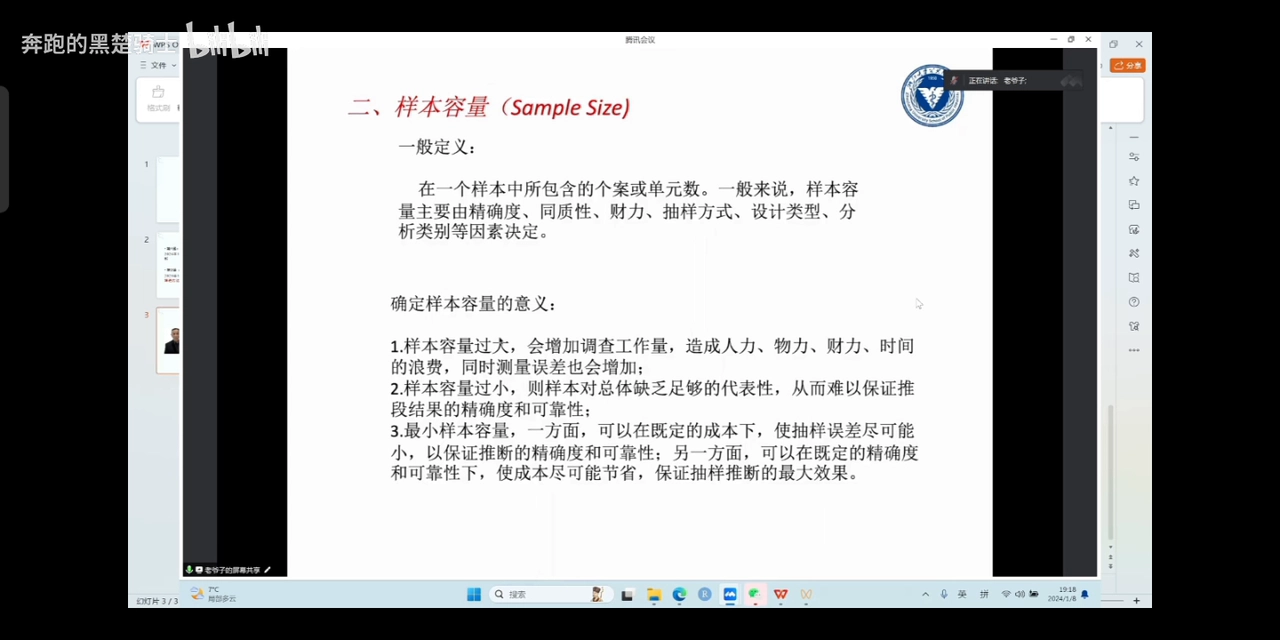 奔跑的黑楚骑士 bilibili
WPS O
腾讯会议
文件
分享
格式刷
正在讲话: 老爷子;
二、样本容量（Sample Size)
一般定义：
在一个样本中所包含的个案或单元数。一般来说，样本容
量主要由精确度、同质性、财力、抽样方式、设计类型、分
析类别等因素决定。
确定样本容量的意义：
1.样本容量过大，会增加调查工作量，造成人力、物力、财力、时间
的浪费，同时测量误差也会增加；
2.样本容量过小，则样本对总体缺乏足够的代表性，从而难以保证推
段结果的精确度和可靠性；
3.最小样本容量，一方面，可以在既定的成本下，使抽样误差尽可能
小，以保证推断的精确度和可靠性；另一方面，可以在既定的精确度
和可靠性下，使成本尽可能节省，保证抽样推断的最大效果。
1
2
3
老爷子的屏幕共享
幻灯片 3 / 3
7°C
局部多云
搜索
英
拼
19:18
2024/1/8